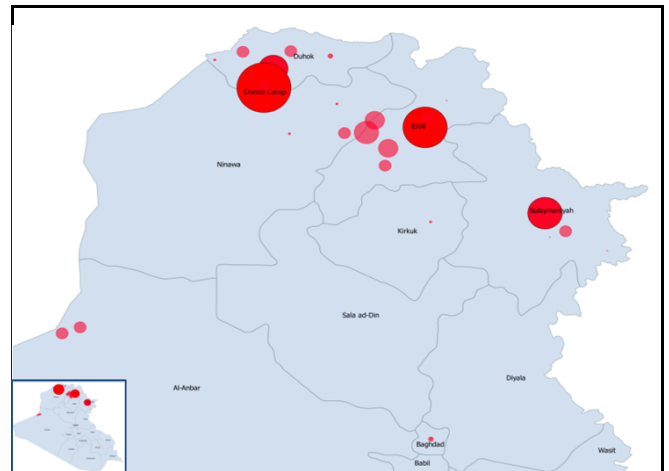 Duhok
Domiz Camp
Erbil
Sulaymaniyah
Ninawa
Kirkuk
Sala ad-Din
Al-Anbar
Diyala
Baghdad
Babil
Wasit